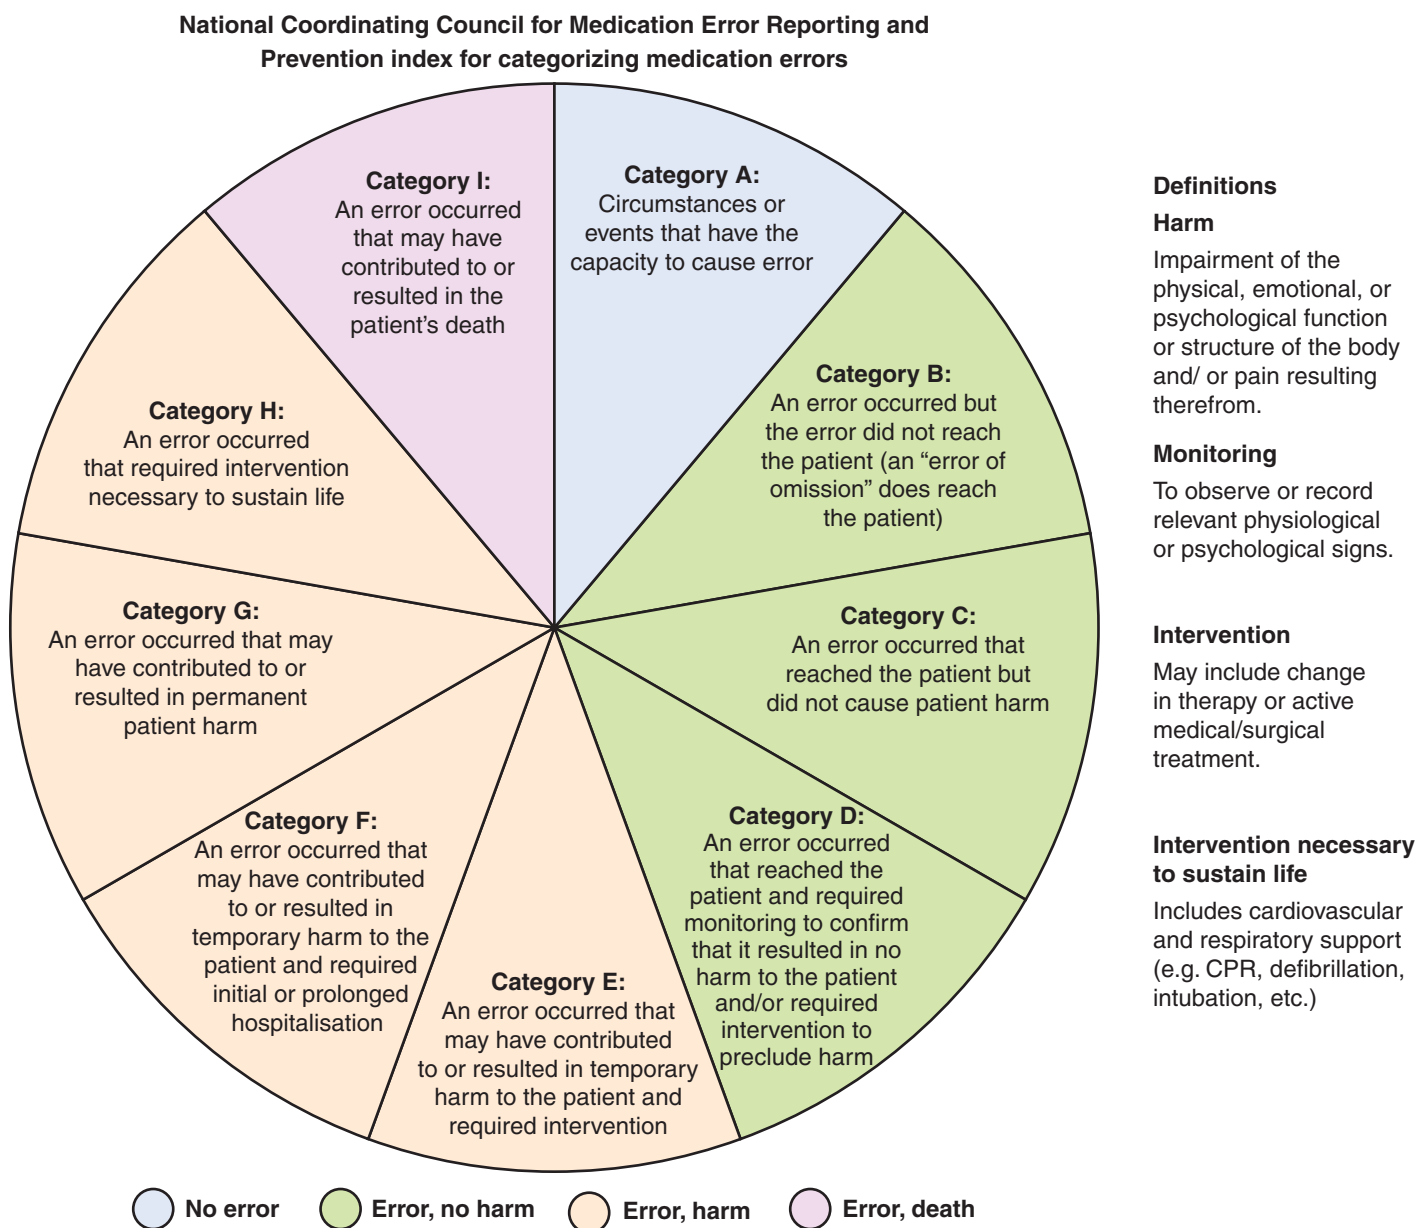 National Coordinating Council for Medication Error Reporting and
Prevention index for categorizing medication errors
Category A:
Circumstances or
events that have the
capacity to cause error
Category B:
An error occurred but
the error did not reach
the patient (an “error of
omission” does reach
the patient)
Category C:
An error occurred that
reached the patient but
did not cause patient harm
Category D:
An error occurred
that reached the
patient and required
monitoring to confirm
that it resulted in no
harm to the patient
and/or required
intervention to
preclude harm
Category E:
An error occurred that
may have contributed
to or resulted in temporary
harm to the patient and
required intervention
Category F:
An error occurred that
may have contributed
to or resulted in
temporary harm to the
patient and required
initial or prolonged
hospitalisation
Category G:
An error occurred that may
have contributed to or
resulted in permanent
patient harm
Category H:
An error occurred
that required intervention
necessary to sustain life
Category I:
An error occurred
that may have
contributed to or
resulted in the
patient’s death
Definitions
Harm
Impairment of the
physical, emotional, or
psychological function
or structure of the body
and/ or pain resulting
therefrom.
Monitoring
To observe or record
relevant physiological
or psychological signs.
Intervention
May include change
in therapy or active
medical/surgical
treatment.
Intervention necessary
to sustain life
Includes cardiovascular
and respiratory support
(e.g. CPR, defibrillation,
intubation, etc.)
No error
Error, no harm
Error, harm
Error, death